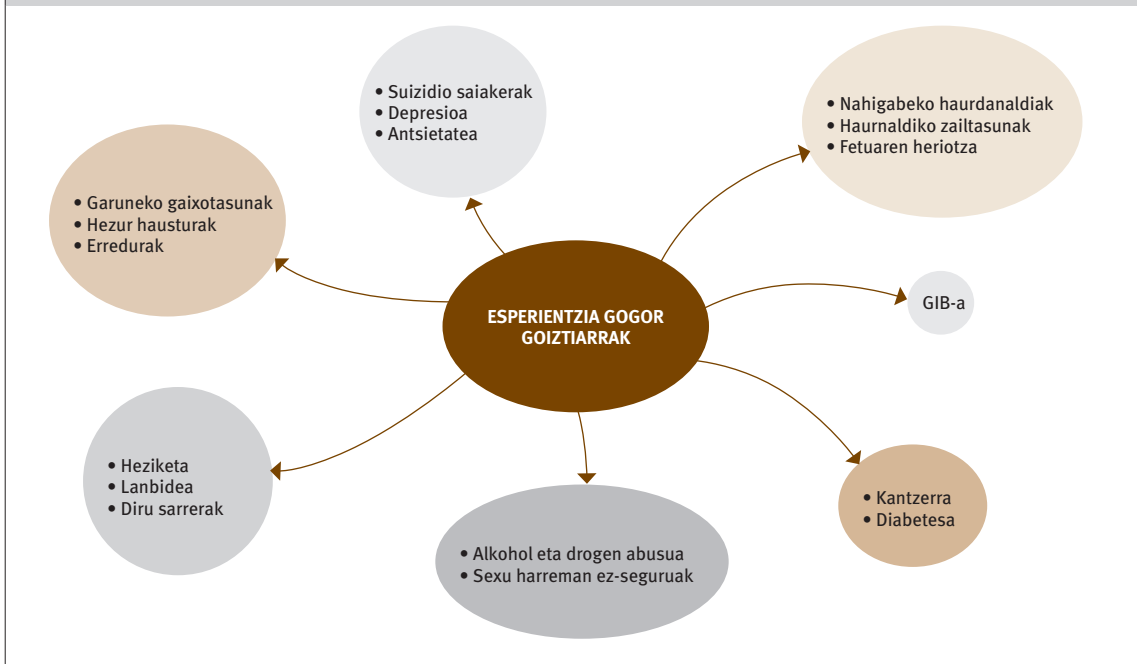 • Suizidio saiakerak
• Depresioa
• Antsietatea
• Nahigabeko haurdanaldiak
• Haurnaldiko zailtasunak
• Fetuaren heriotza
• Garuneko gaixotasunak
• Hezur hausturak
• Erredurak
ESPERIENTZIA GOGOR
GOIZTIARRAK
GIB-a
• Heziketa
• Lanbidea
• Diru sarrerak
• Kantzerra
• Diabetesa
• Alkohol eta drogen abusua
• Sexu harreman ez-seguruak